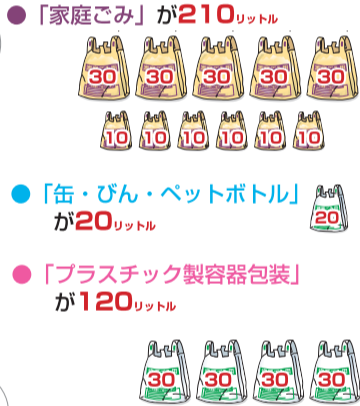 ●「家庭ごみ」が210リットル
30 30 30 30 30
10 10 10 10 10 10
●「缶・びん・ペットボトル」
が20リットル
20
●「プラスチック製容器包装」
が120リットル
30 30 30 30